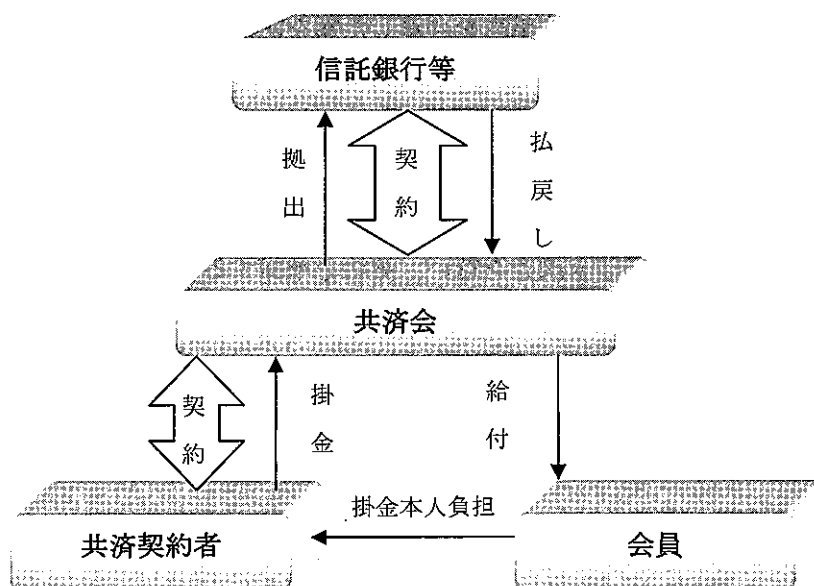 信託銀行等
拠出
契約
払戻し
共済会
契約
掛金
給付
掛金本人負担
共済契約者
会員